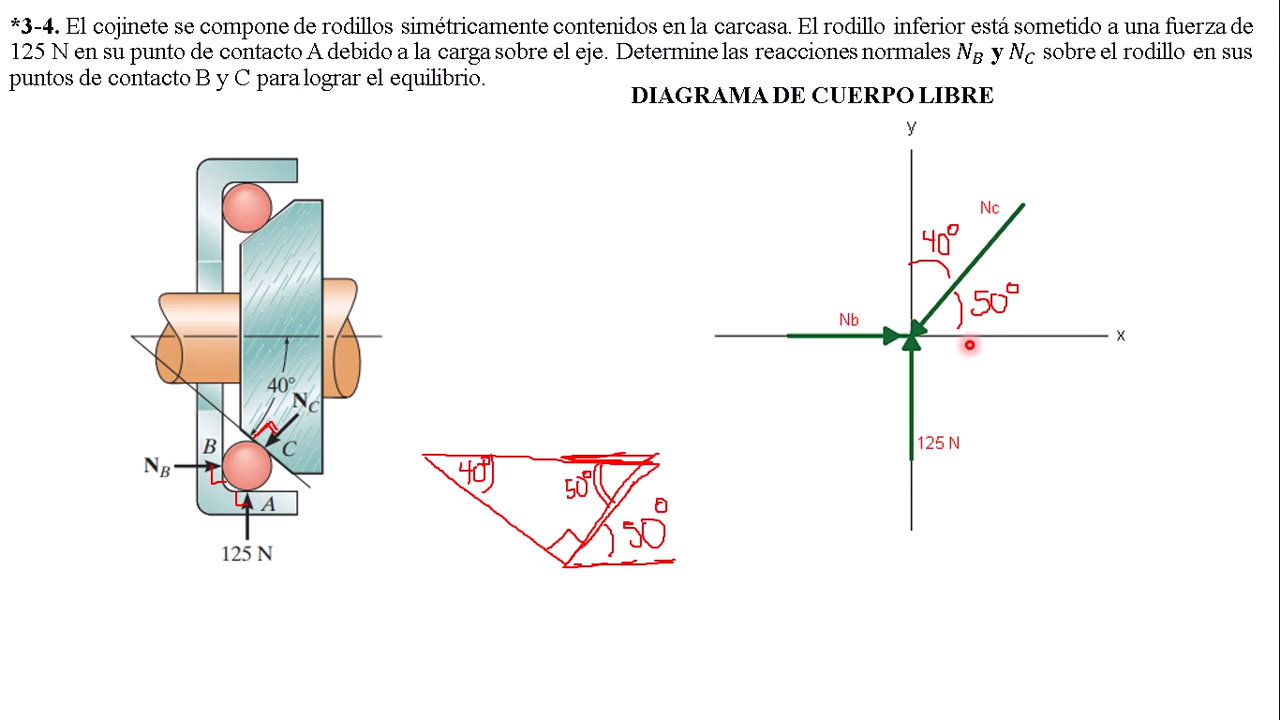 *3-4. El cojinete se compone de rodillos simétricamente contenidos en la carcasa. El rodillo inferior está sometido a una fuerza de
125 N en su punto de contacto A debido a la carga sobre el eje. Determine las reacciones normales N_B y N_C sobre el rodillo en sus
puntos de contacto B y C para lograr el equilibrio.
DIAGRAMA DE CUERPO LIBRE
y
Nc
40°
50°
Nb
x
125 N
40°
N_C
B
C
N_B
A
125 N
40°
50°
50°